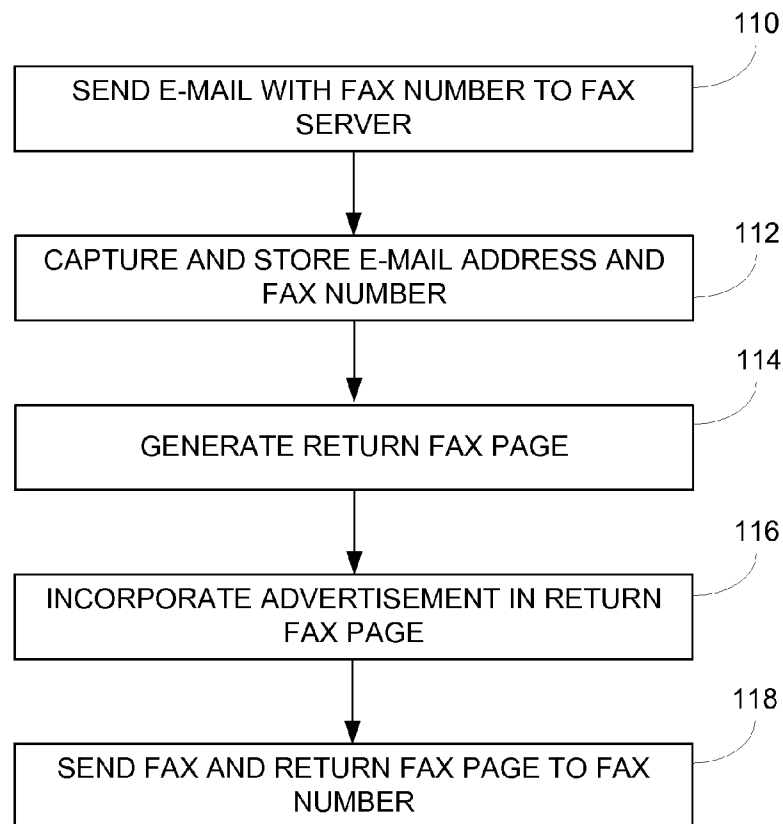 110
SEND E-MAIL WITH FAX NUMBER TO FAX
SERVER
112
CAPTURE AND STORE E-MAIL ADDRESS AND
FAX NUMBER
114
GENERATE RETURN FAX PAGE
116
INCORPORATE ADVERTISEMENT IN RETURN
FAX PAGE
118
SEND FAX AND RETURN FAX PAGE TO FAX
NUMBER